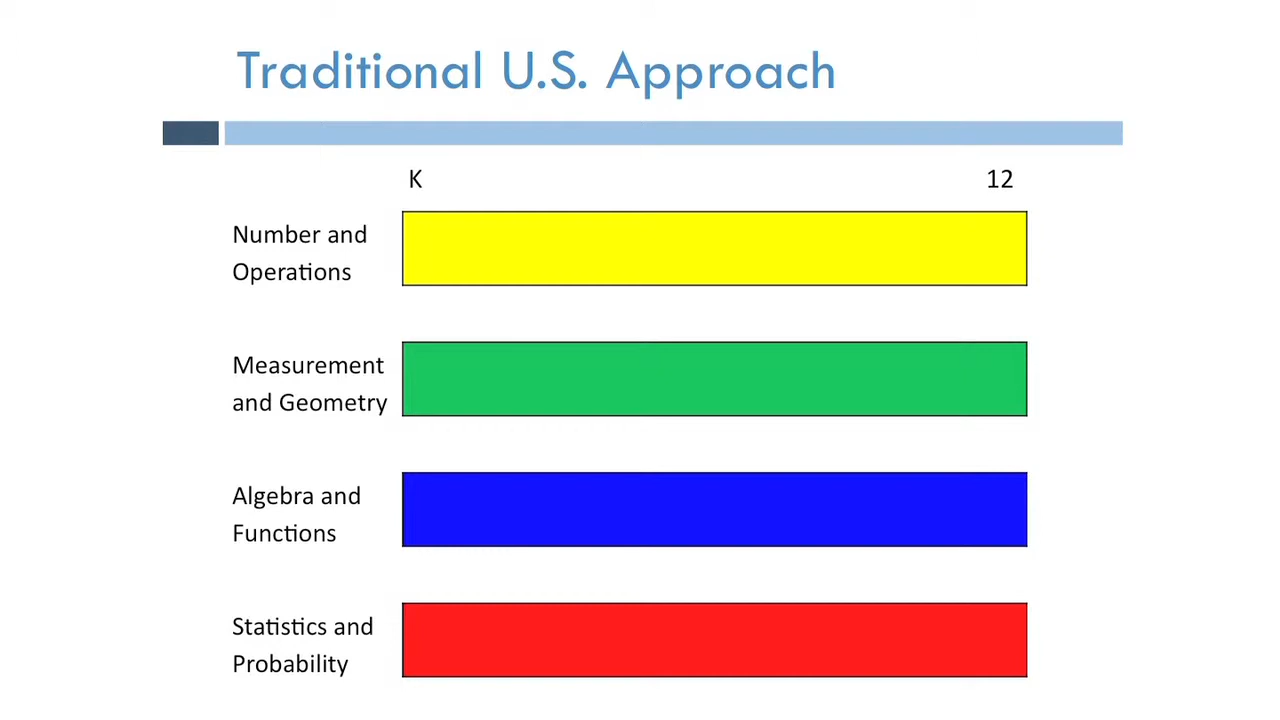 Traditional U.S. Approach
K 12
Number and
Operations
Measurement
and Geometry
Algebra and
Functions
Statistics and
Probability